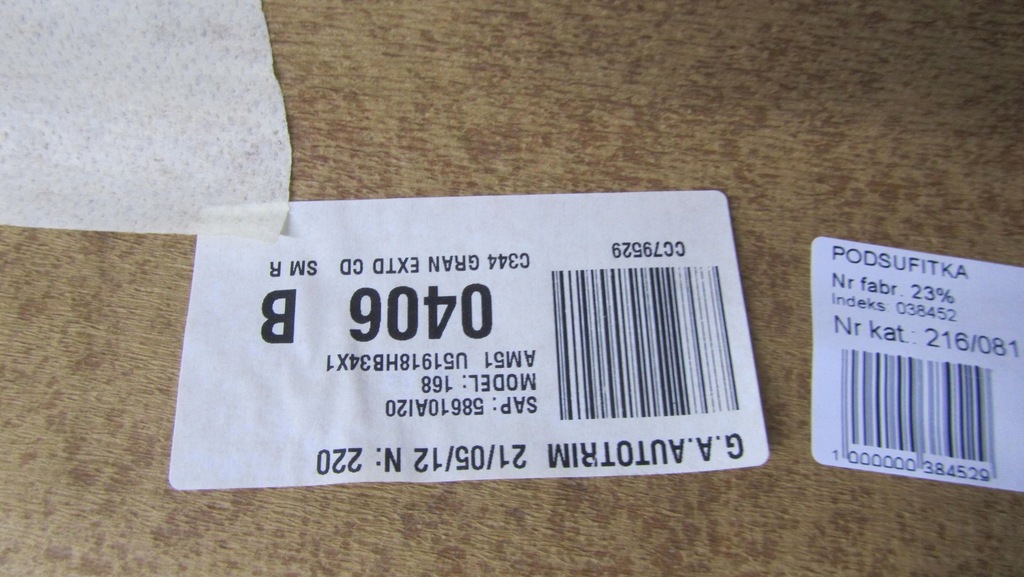 G.A.AUTOTRIM 21/05/12 N: 220
SAP: 58610AI20
MODEL: 168
AM51 U51918HB34X1
0406 B
C344 GRAN EXTD CD SM R
CC79529
PODSUFITKA
Nr fabr. 23%
Indeks: 038452
Nr kat.: 216/081
1 000000 384529